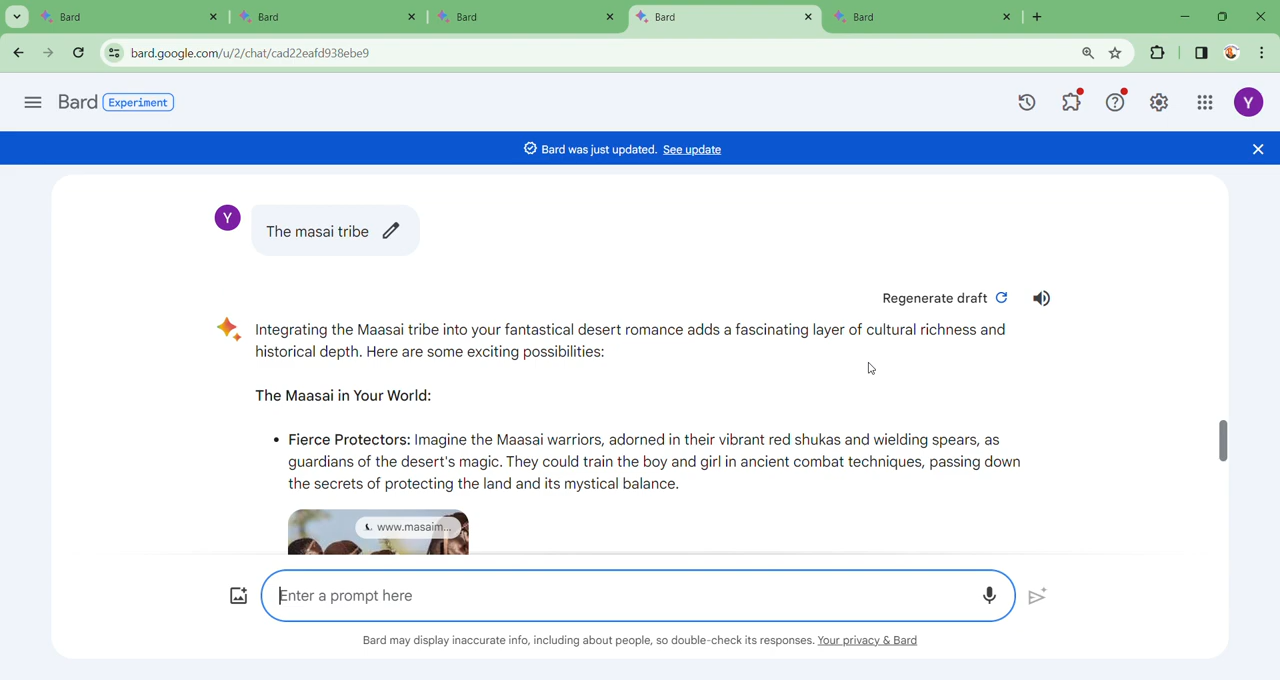 Bard Bard Bard Bard Bard
bard.google.com/u/2/chat/cad22eafd938ebe9
Bard Experiment Y
Bard was just updated. See update
Y The masai tribe
Regenerate draft
Integrating the Maasai tribe into your fantastical desert romance adds a fascinating layer of cultural richness and
historical depth. Here are some exciting possibilities:
The Maasai in Your World:
• Fierce Protectors: Imagine the Maasai warriors, adorned in their vibrant red shukas and wielding spears, as
guardians of the desert's magic. They could train the boy and girl in ancient combat techniques, passing down
the secrets of protecting the land and its mystical balance.
www.masaim...
Enter a prompt here
Bard may display inaccurate info, including about people, so double-check its responses. Your privacy & Bard